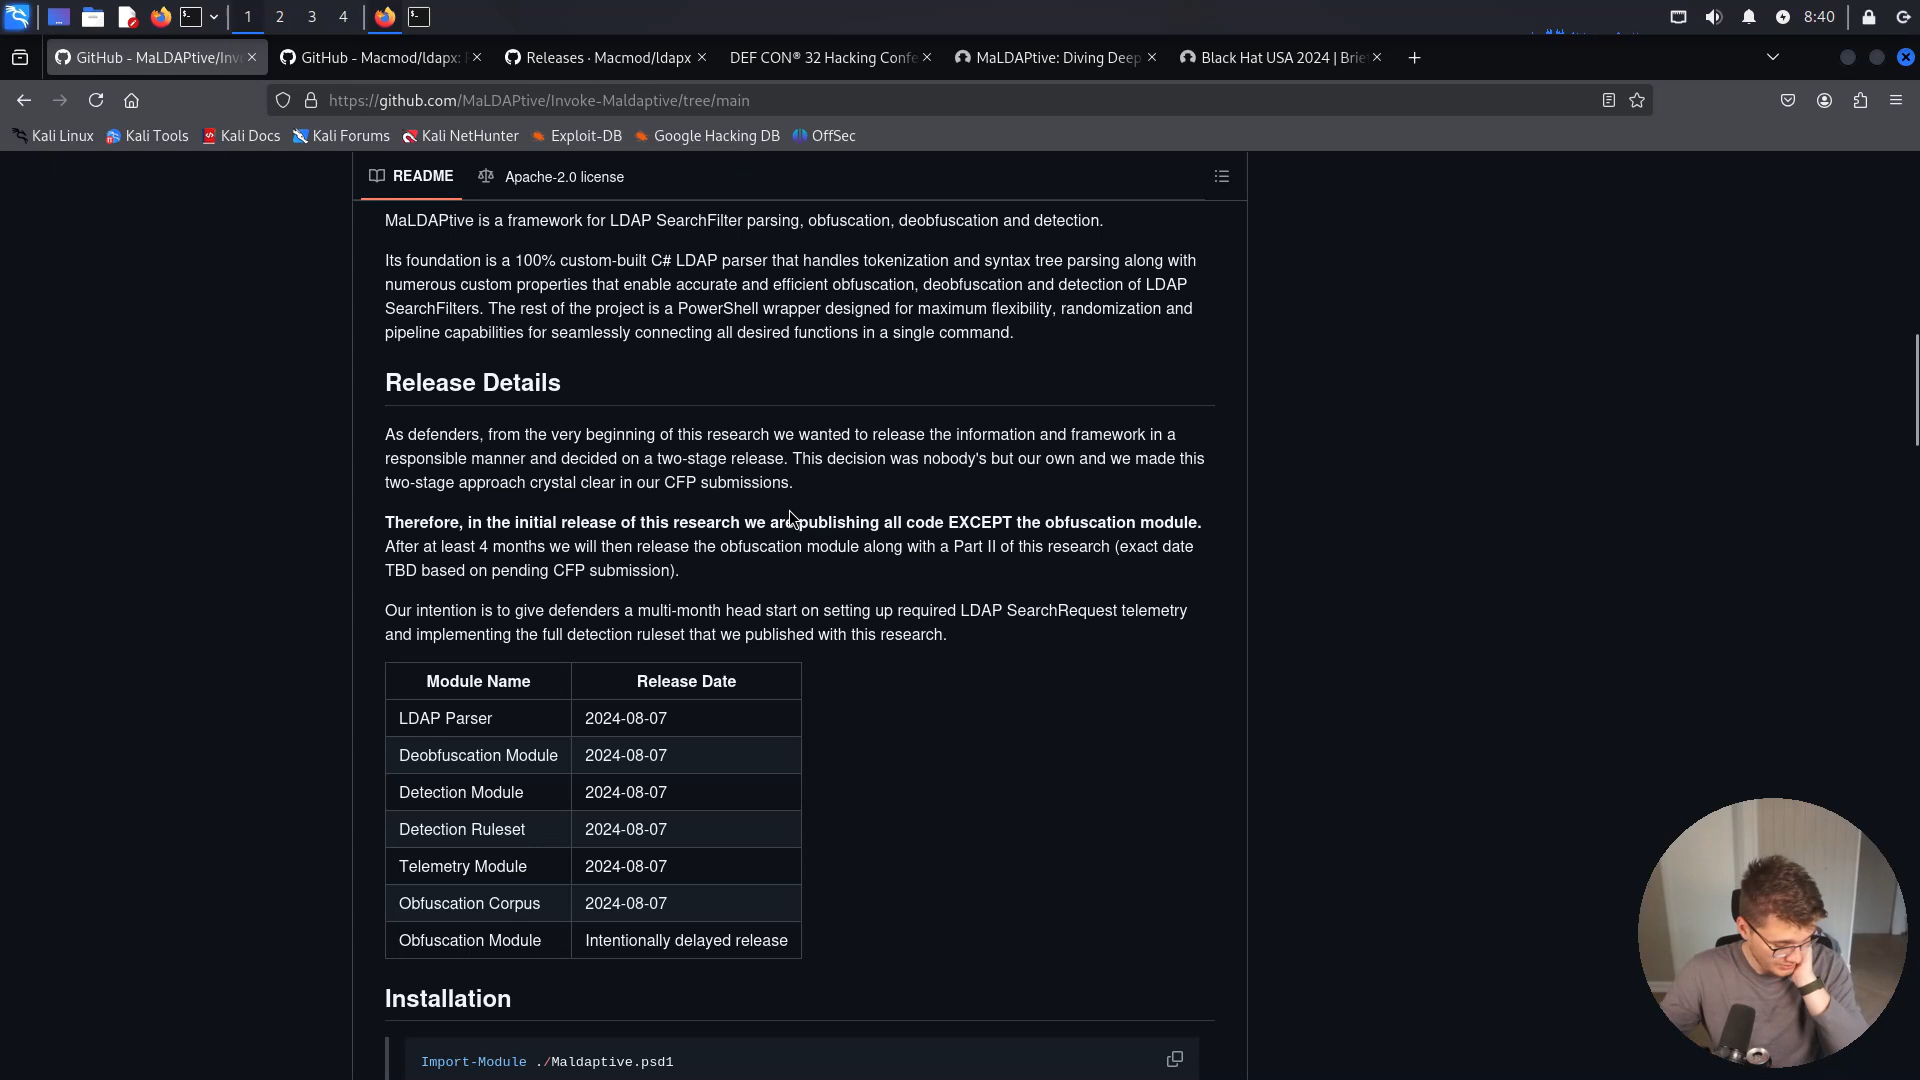 1 2 3 4 8:40
GitHub - MaLDAPtive/Inv GitHub - Macmod/ldapx: Releases · Macmod/ldapx DEF CON® 32 Hacking Confe MaLDAPtive: Diving Deep Black Hat USA 2024 | Brief
https://github.com/MaLDAPtive/Invoke-Maldaptive/tree/main
Kali Linux Kali Tools Kali Docs Kali Forums Kali NetHunter Exploit-DB Google Hacking DB OffSec
README Apache-2.0 license
MaLDAPtive is a framework for LDAP SearchFilter parsing, obfuscation, deobfuscation and detection.
Its foundation is a 100% custom-built C# LDAP parser that handles tokenization and syntax tree parsing along with
numerous custom properties that enable accurate and efficient obfuscation, deobfuscation and detection of LDAP
SearchFilters. The rest of the project is a PowerShell wrapper designed for maximum flexibility, randomization and
pipeline capabilities for seamlessly connecting all desired functions in a single command.
Release Details
As defenders, from the very beginning of this research we wanted to release the information and framework in a
responsible manner and decided on a two-stage release. This decision was nobody's but our own and we made this
two-stage approach crystal clear in our CFP submissions.
Therefore, in the initial release of this research we are publishing all code EXCEPT the obfuscation module.
After at least 4 months we will then release the obfuscation module along with a Part II of this research (exact date
TBD based on pending CFP submission).
Our intention is to give defenders a multi-month head start on setting up required LDAP SearchRequest telemetry
and implementing the full detection ruleset that we published with this research.
Module Name Release Date
LDAP Parser 2024-08-07
Deobfuscation Module 2024-08-07
Detection Module 2024-08-07
Detection Ruleset 2024-08-07
Telemetry Module 2024-08-07
Obfuscation Corpus 2024-08-07
Obfuscation Module Intentionally delayed release
Installation
Import-Module ./Maldaptive.psd1